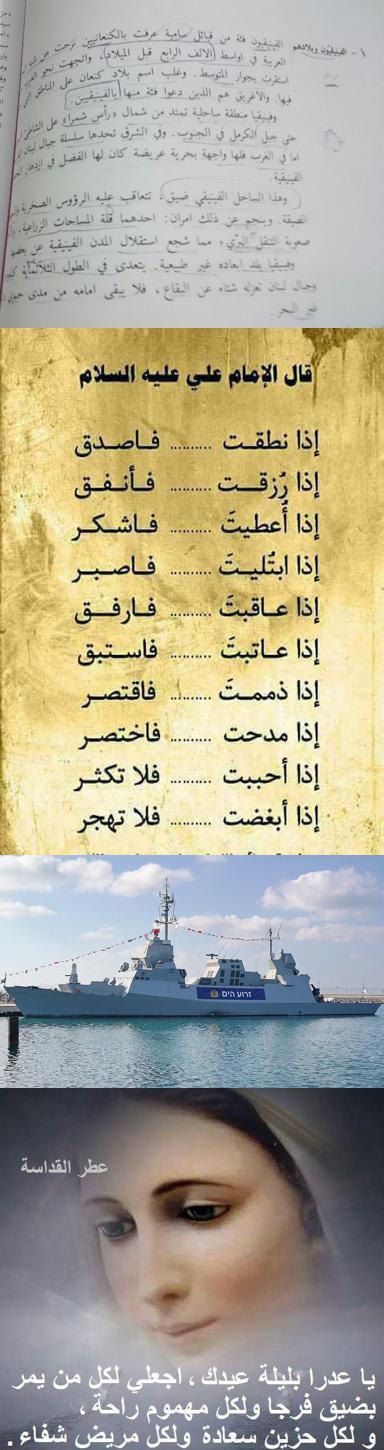 ١ - الفينيقيون وبلادهم
الفينيقيون فئة من قبائل سامية عرفت بالكنعانيين نزحت عن
العربية في اواسط الالف الرابع قبل الميلاد، واتجهت نحو
استقرت بجوار المتوسط. وغلب اسم بلاد كنعان على المناطق
فيها. والاغريق هم الذين دعوا فئة منها بالفينيقيين.
وفينيقيا منطقة ساحلية تمتد من شمال «رأس شمرا» على
حتى جبل الكرمل في الجنوب. وفي الشرق تحدها سلسلة جبال
اما في الغرب فلها واجهة بحرية عريضة كان لها الفضل في
الفينيقية.
وهذا الساحل الفينيقي ضيق، تتعاقب عليه الرؤوس الصخرية
الضيقة. وينجم عن ذلك امران: احدهما قلة المساحات الزراعية،
صعوبة التنقل البري؛ مما شجع استقلال المدن الفينيقية عن
وفينيقيا بلد ابعاده غير طبيعية. يتعدى في الطول الثلاثماية
وجبال لبنان تعزله شتاء عن البقاع، فلا يبقى امامه من مدى
غير البحر.
قال الإمام علي عليه السلام
إذا نطقت .......... فاصدق
إذا رُزقت .......... فأنفق
إذا أُعطيتَ .......... فاشكر
إذا ابتُليتَ .......... فاصبر
إذا عاقبتَ .......... فارفق
إذا عاتبتَ .......... فاستبق
إذا ذممتَ .......... فاقتصر
إذا مدحت .......... فاختصر
إذا أحببت .......... فلا تكثر
إذا أبغضت .......... فلا تهجر
זרוע הים
عطر القداسة
يا عدرا بليلة عيدك ، اجعلي لكل من يمر
بضيق فرجا ولكل مهموم راحة ،
و لكل حزين سعادة ولكل مريض شفاء .